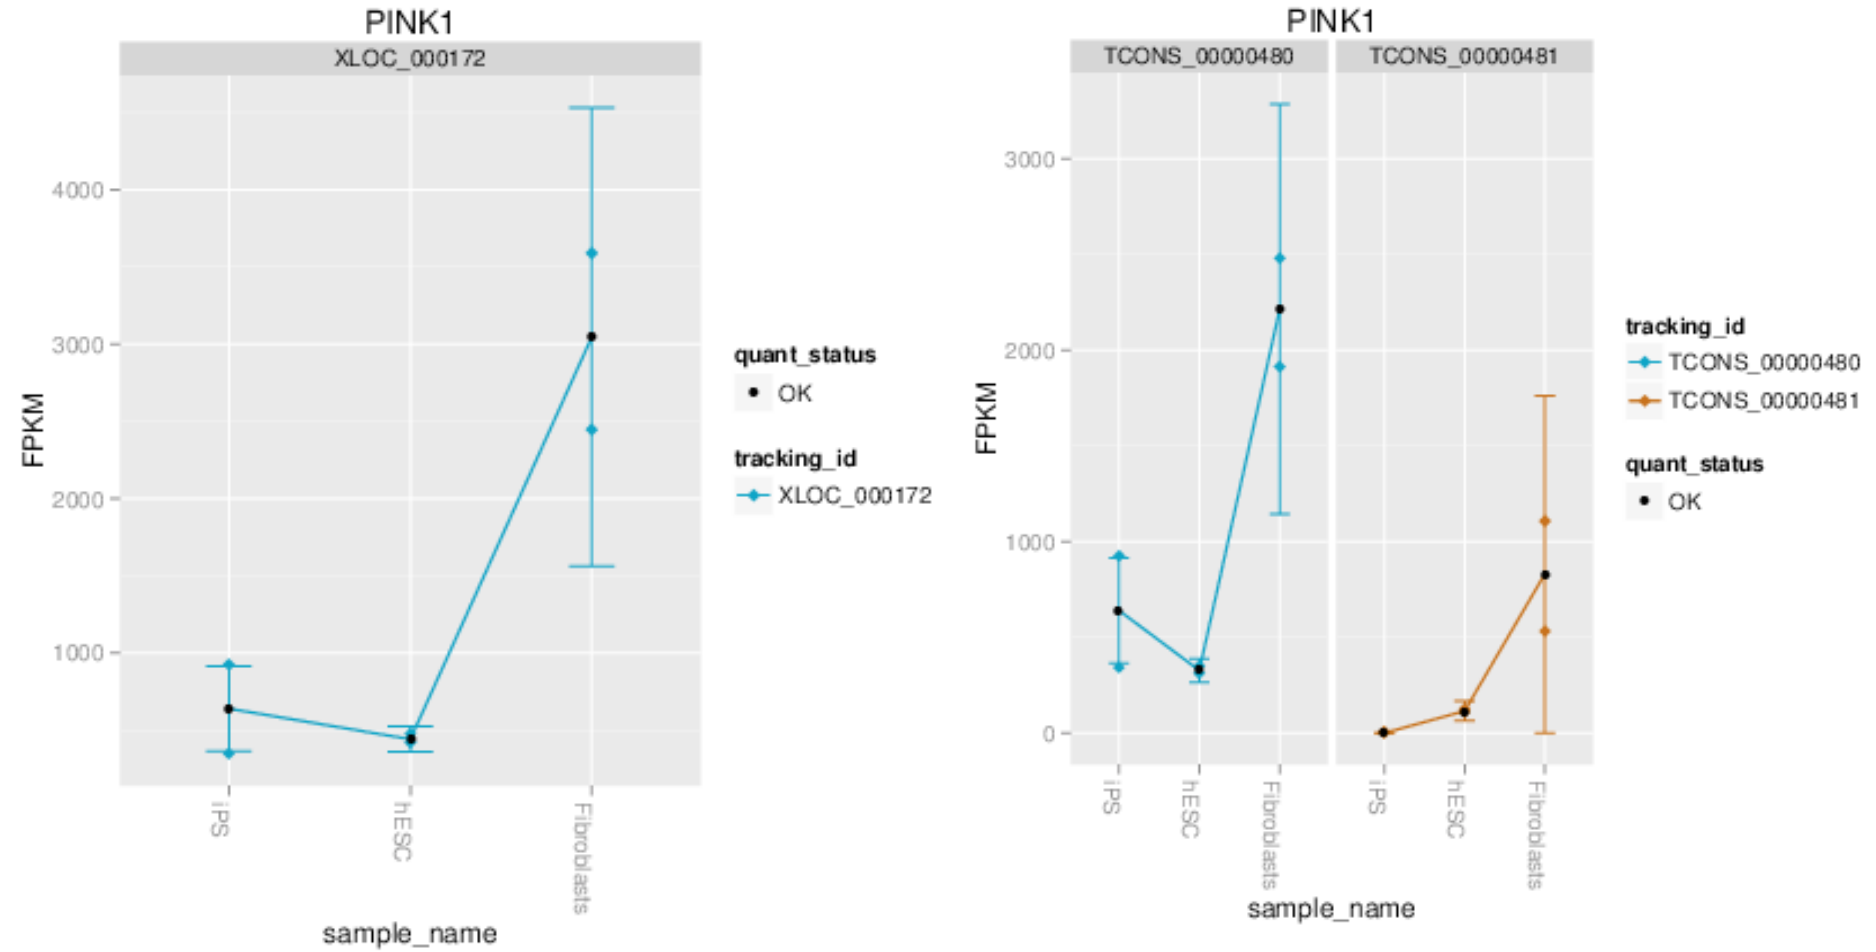 PINK1
XLOC_000172
4000
3000
2000
1000
FPKM
iPS
hESC
Fibroblasts
sample_name
quant_status
OK
tracking_id
XLOC_000172
PINK1
TCONS_00000480
TCONS_00000481
3000
2000
1000
0
FPKM
iPS
hESC
Fibroblasts
iPS
hESC
Fibroblasts
sample_name
tracking_id
TCONS_00000480
TCONS_00000481
quant_status
OK